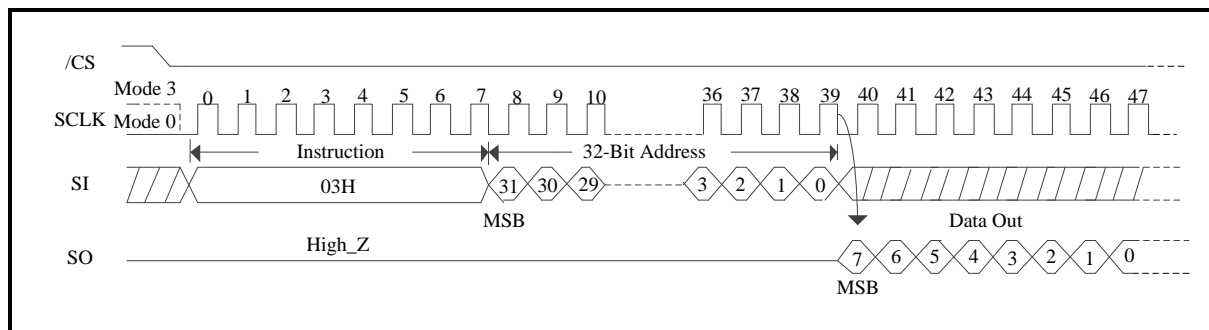 /CS
Mode 3
0 1 2 3 4 5 6 7 8 9 10 36 37 38 39 40 41 42 43 44 45 46 47
SCLK Mode 0
Instruction 32-Bit Address
SI 03H 31 30 29 3 2 1 0
MSB Data Out
High_Z
SO 7 6 5 4 3 2 1 0
MSB